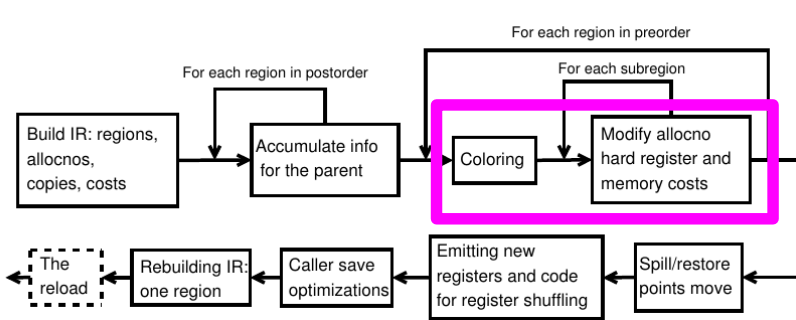 For each region in preorder
For each region in postorder
For each subregion
Build IR: regions,
allocnos,
copies, costs
Accumulate info
for the parent
Coloring
Modify allocno
hard register and
memory costs
The
reload
Rebuilding IR:
one region
Caller save
optimizations
Emitting new
registers and code
for register shuffling
Spill/restore
points move